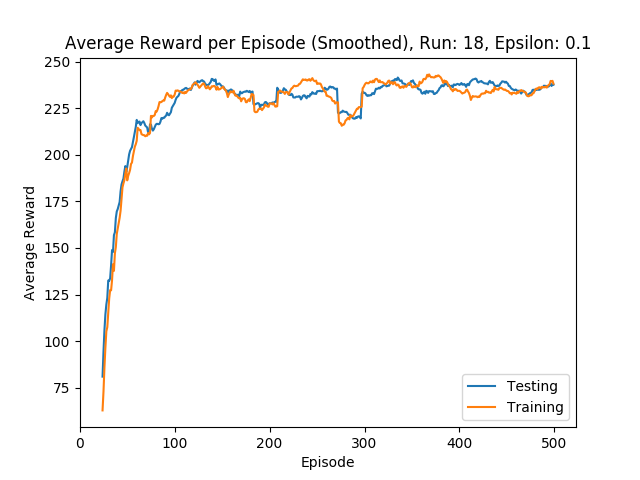 Average Reward per Episode (Smoothed), Run: 18, Epsilon: 0.1
250
225
200
175
150
125
100
75
Average Reward
0 100 200 300 400 500
Episode
Testing
Training